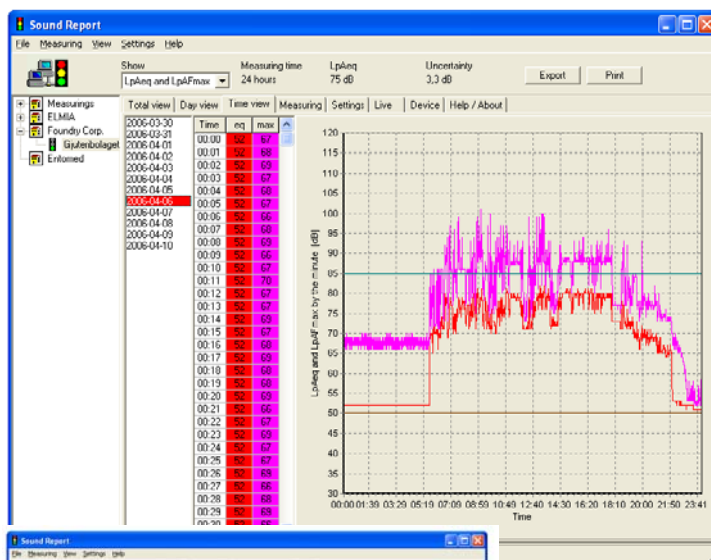 Sound Report
File Measuring View Settings Help
Show Measuring time LpAeq Uncertainty
LpAeq and LpAFmax 24 hours 75 dB 3,3 dB Export Print
Measurings
ELMIA
Foundry Corp.
Gjuteribolaget
Entomed
Total view Day view Time view Measuring Settings Live Device Help / About
2006-03-30
2006-03-31
2006-04-01
2006-04-02
2006-04-03
2006-04-04
2006-04-05
2006-04-06
2006-04-07
2006-04-08
2006-04-09
2006-04-10
Time eq max
00:00 52 67
00:01 52 68
00:02 52 69
00:03 52 67
00:04 52 68
00:05 52 67
00:06 52 66
00:07 52 68
00:08 52 69
00:09 52 66
00:10 52 67
00:11 52 70
00:12 52 67
00:13 52 67
00:14 52 69
00:15 52 67
00:16 52 68
00:17 52 69
00:18 52 68
00:19 52 68
00:20 52 69
00:21 52 66
00:22 52 67
00:23 52 69
00:24 52 67
00:25 52 67
00:26 52 69
00:27 52 66
00:28 52 68
00:29 52 69
00:30 52 66
LpAeq and LpAFmax by the minute [dB]
120
115
110
105
100
95
90
85
80
75
70
65
60
55
50
45
40
35
30
00:00 01:39 03:29 05:19 07:09 08:59 10:49 12:40 14:30 16:20 18:10 20:00 21:50 23:41
Time
Sound Report
File Measuring View Settings Help